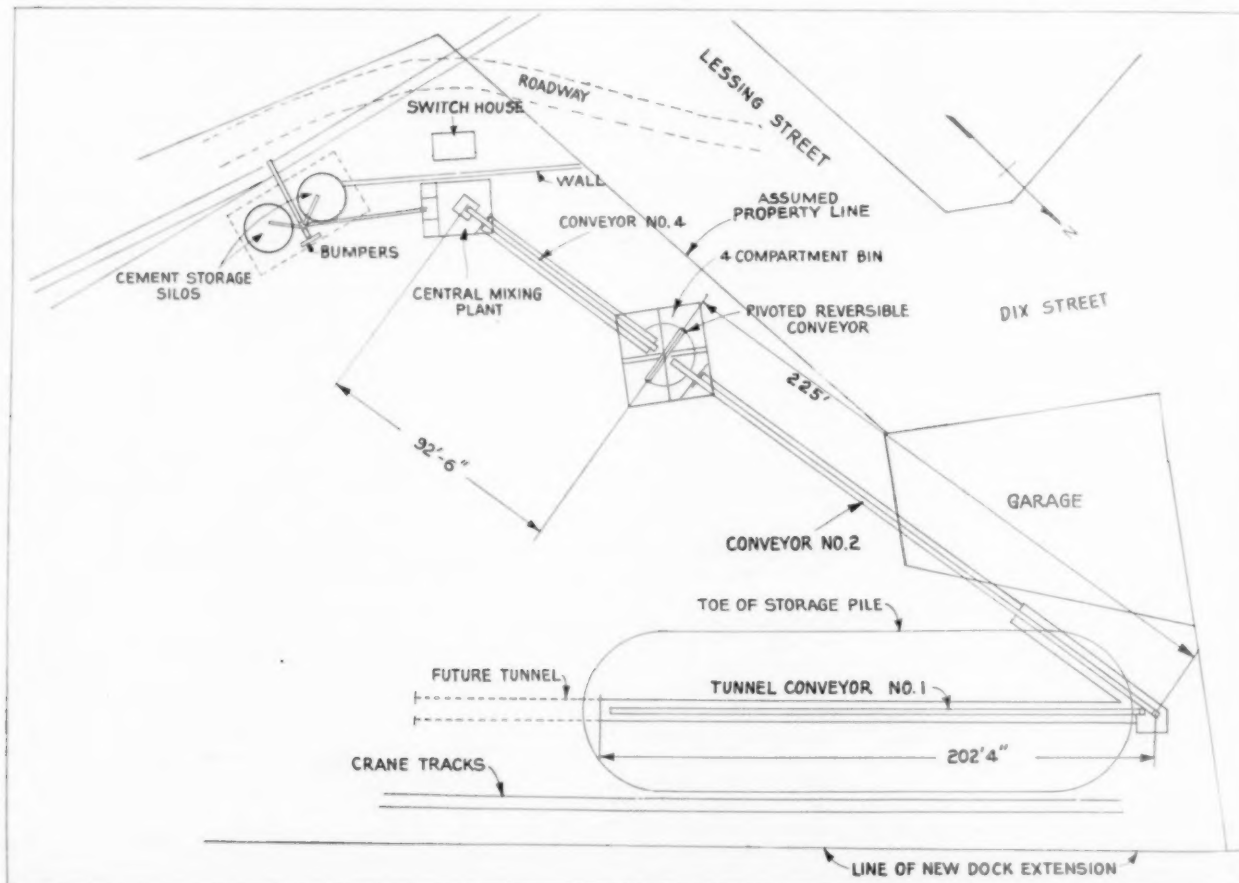 LESSING STREET
ROADWAY
SWITCH HOUSE
WALL
ASSUMED
PROPERTY LINE
N
CONVEYOR NO. 4
4 COMPARTMENT BIN
BUMPERS
CEMENT STORAGE
SILOS
CENTRAL MIXING
PLANT
PIVOTED REVERSIBLE
CONVEYOR
DIX STREET
225'
92'-6"
GARAGE
CONVEYOR NO. 2
TOE OF STORAGE PILE
FUTURE TUNNEL
TUNNEL CONVEYOR NO. 1
202'4"
CRANE TRACKS
LINE OF NEW DOCK EXTENSION